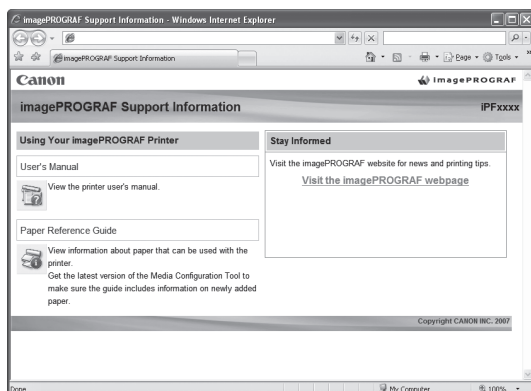 imagePROGRAF Support Information - Windows Internet Explorer
imagePROGRAF Support Information
Page
Tools
Canon
imagePROGRAF
imagePROGRAF Support Information
iPFxxxx
Using Your imagePROGRAF Printer
User's Manual
View the printer user's manual.
Paper Reference Guide
View information about paper that can be used with the
printer.
Get the latest version of the Media Configuration Tool to
make sure the guide includes information on newly added
paper.
Stay Informed
Visit the imagePROGRAF website for news and printing tips.
Visit the imagePROGRAF webpage
Copyright CANON INC. 2007
Done
My Computer
100%